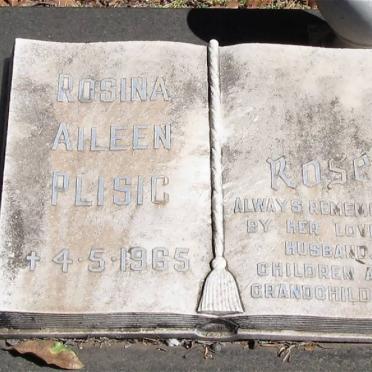 ROSINA
AILEEN
PLISIC
✝ 4-5-1965
ALWAYS
BY HER
HUSBAND
CHILDREN